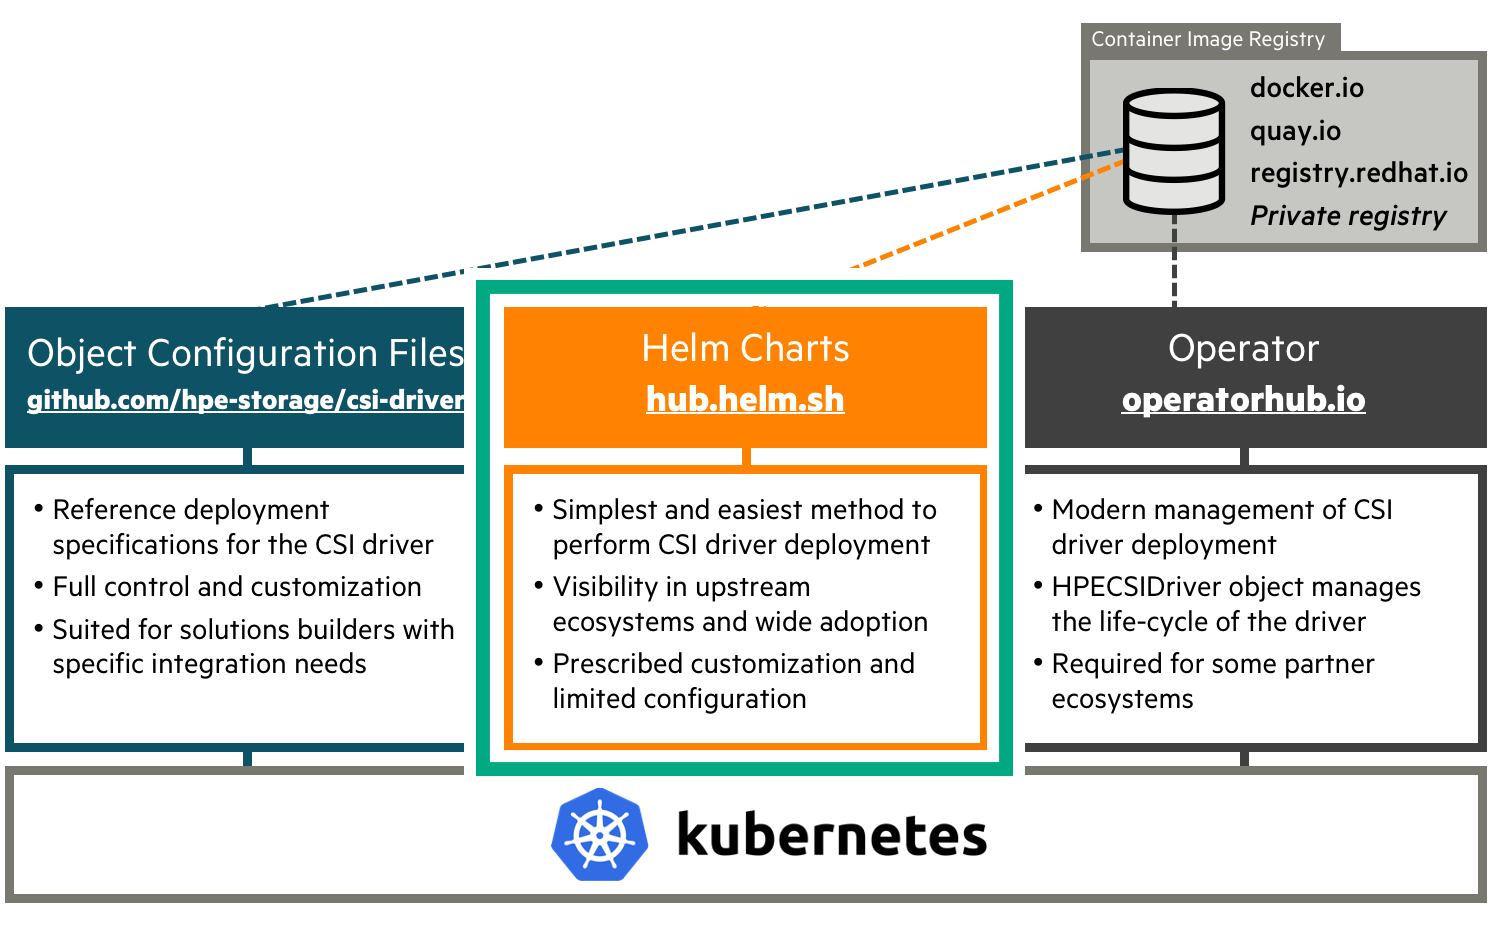 Container Image Registry
docker.io
quay.io
registry.redhat.io
Private registry
Object Configuration Files
github.com/hpe-storage/csi-driver
• Reference deployment
specifications for the CSI driver
• Full control and customization
• Suited for solutions builders with
specific integration needs
Helm Charts
hub.helm.sh
• Simplest and easiest method to
perform CSI driver deployment
• Visibility in upstream
ecosystems and wide adoption
• Prescribed customization and
limited configuration
Operator
operatorhub.io
• Modern management of CSI
driver deployment
• HPECSIDriver object manages
the life-cycle of the driver
• Required for some partner
ecosystems
kubernetes